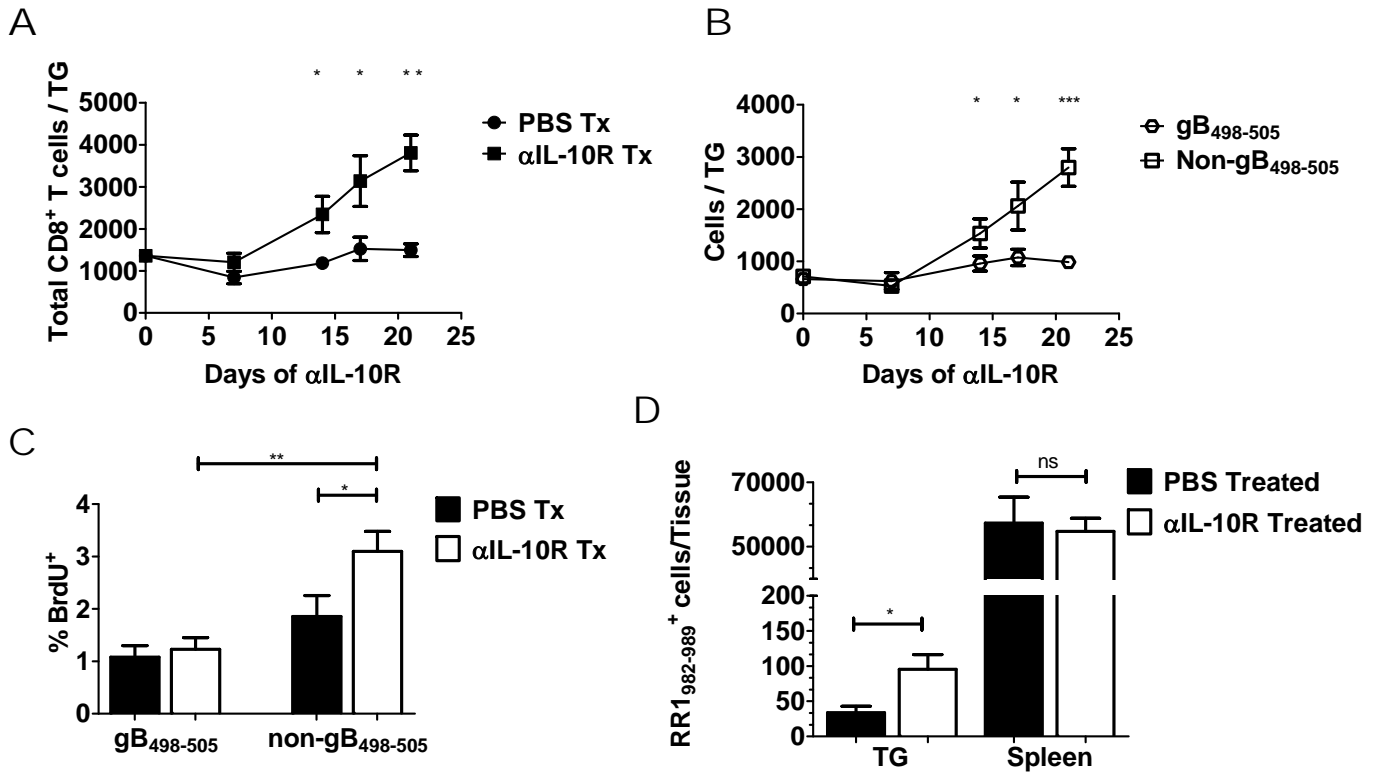 A
Total CD8+ T cells / TG
5000
4000
3000
2000
1000
0
0 5 10 15 20 25
Days of αIL-10R
* * * *
PBS Tx
αIL-10R Tx
B
Cells / TG
4000
3000
2000
1000
0
0 5 10 15 20 25
Days of αIL-10R
* * ***
gB498-505
Non-gB498-505
C
% BrdU+
4
3
2
1
0
gB498-505 non-gB498-505
**
*
PBS Tx
αIL-10R Tx
D
RR1982-989+ cells/Tissue
70000
50000
200
150
100
50
0
TG Spleen
*
ns
PBS Treated
αIL-10R Treated